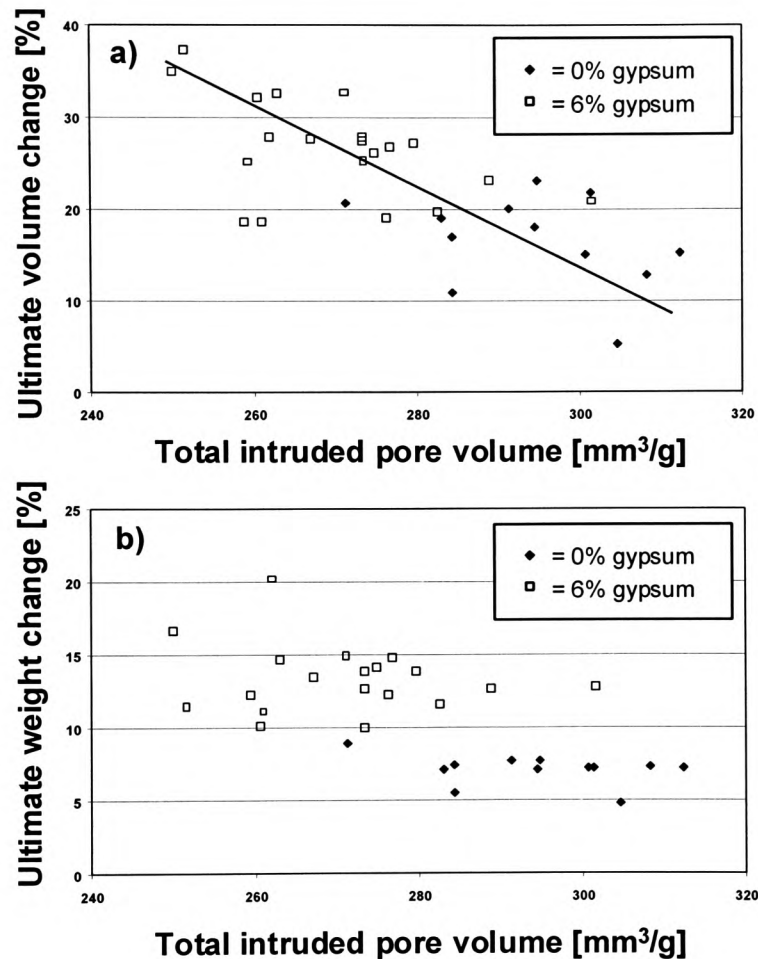 Ultimate volume change [%]
40
30
20
10
0
a)
= 0% gypsum
= 6% gypsum
240
260
280
300
320
Total intruded pore volume [mm³/g]
Ultimate weight change [%]
25
20
15
10
5
0
b)
= 0% gypsum
= 6% gypsum
240
260
280
300
320
Total intruded pore volume [mm³/g]